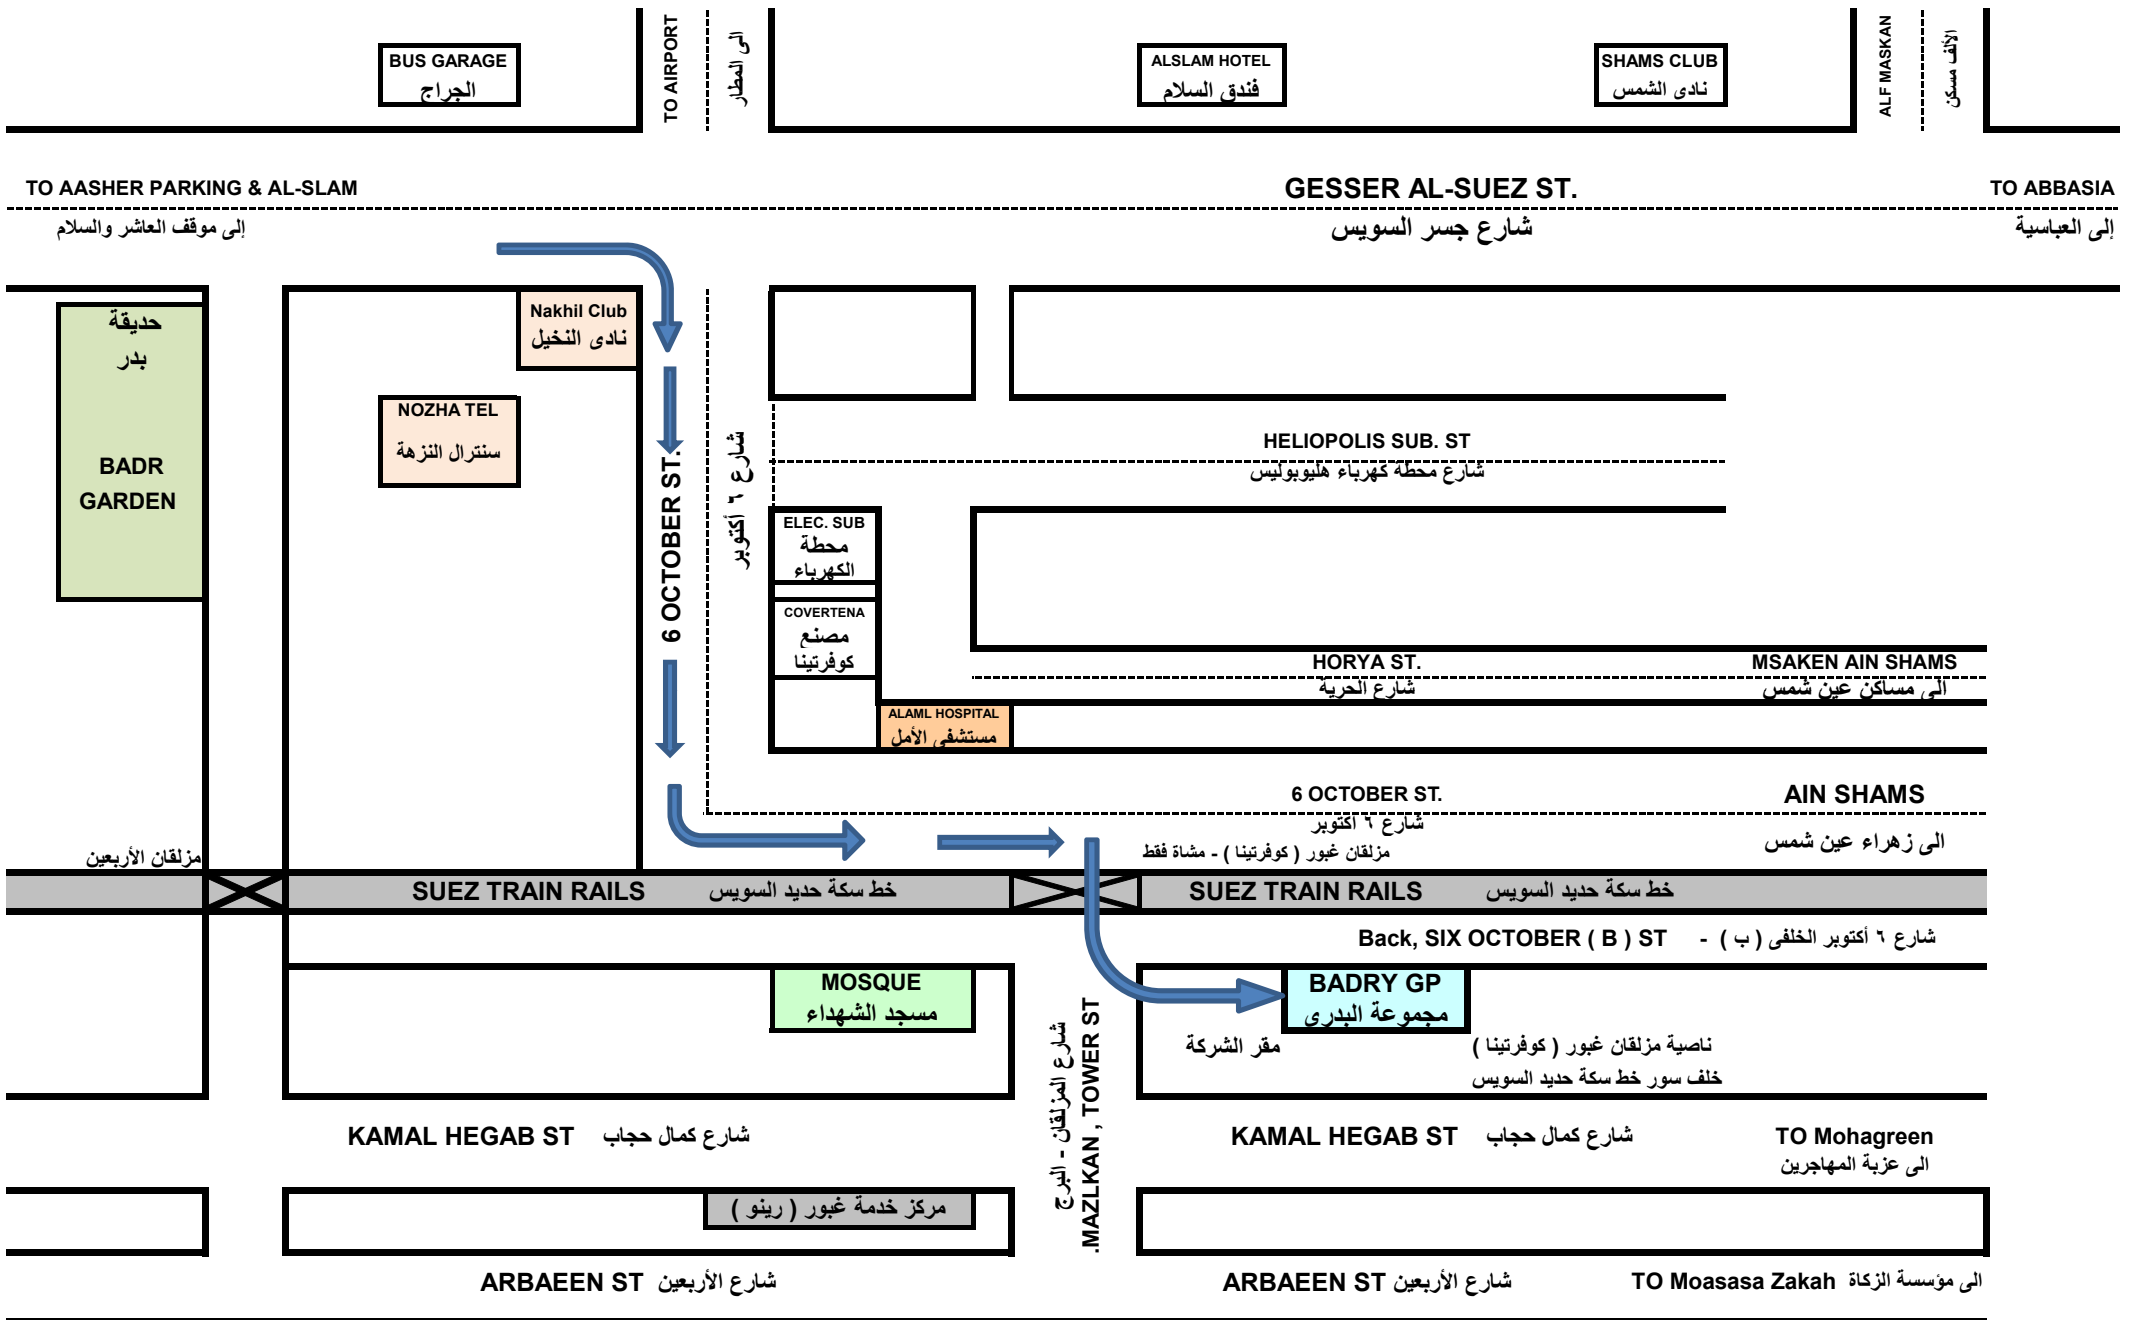 BUS GARAGE
الجراج
TO AIRPORT
الى المطار
ALSLAM HOTEL
فندق السلام
SHAMS CLUB
نادى الشمس
ALF MASKAN
الألف مسكن
TO AASHER PARKING & AL-SLAM
إلى موقف العاشر والسلام
GESSER AL-SUEZ ST.
شارع جسر السويس
TO ABBASIA
إلى العباسية
حديقة
بدر
BADR
GARDEN
Nakhil Club
نادى النخيل
NOZHA TEL
سنترال النزهة
6 OCTOBER ST.
شارع ٦ أكتوبر
HELIOPOLIS SUB. ST
شارع محطة كهرباء هليوبوليس
ELEC. SUB
محطة
الكهرباء
COVERTENA
مصنع
كوفرتينا
HORYA ST.
شارع الحرية
MSAKEN AIN SHAMS
الى مساكن عين شمس
ALAML HOSPITAL
مستشفى الأمل
6 OCTOBER ST.
شارع ٦ اكتوبر
AIN SHAMS
الى زهراء عين شمس
مزلقان الأربعين
مزلقان غبور ( كوفرتينا ) - مشاة فقط
SUEZ TRAIN RAILS خط سكة حديد السويس
SUEZ TRAIN RAILS خط سكة حديد السويس
Back, SIX OCTOBER ( B ) ST - شارع ٦ أكتوبر الخلفى ( ب )
MOSQUE
مسجد الشهداء
BADRY GP
مجموعة البدرى
مقر الشركة
ناصية مزلقان غبور ( كوفرتينا )
خلف سور خط سكة حديد السويس
شارع المزلقان - البرج
MAZLKAN , TOWER ST.
KAMAL HEGAB ST شارع كمال حجاب
KAMAL HEGAB ST شارع كمال حجاب
TO Mohagreen
الى عزبة المهاجرين
مركز خدمة غبور ( رينو )
ARBAEEN ST شارع الأربعين
ARBAEEN ST شارع الأربعين
TO Moasasa Zakah الى مؤسسة الزكاة